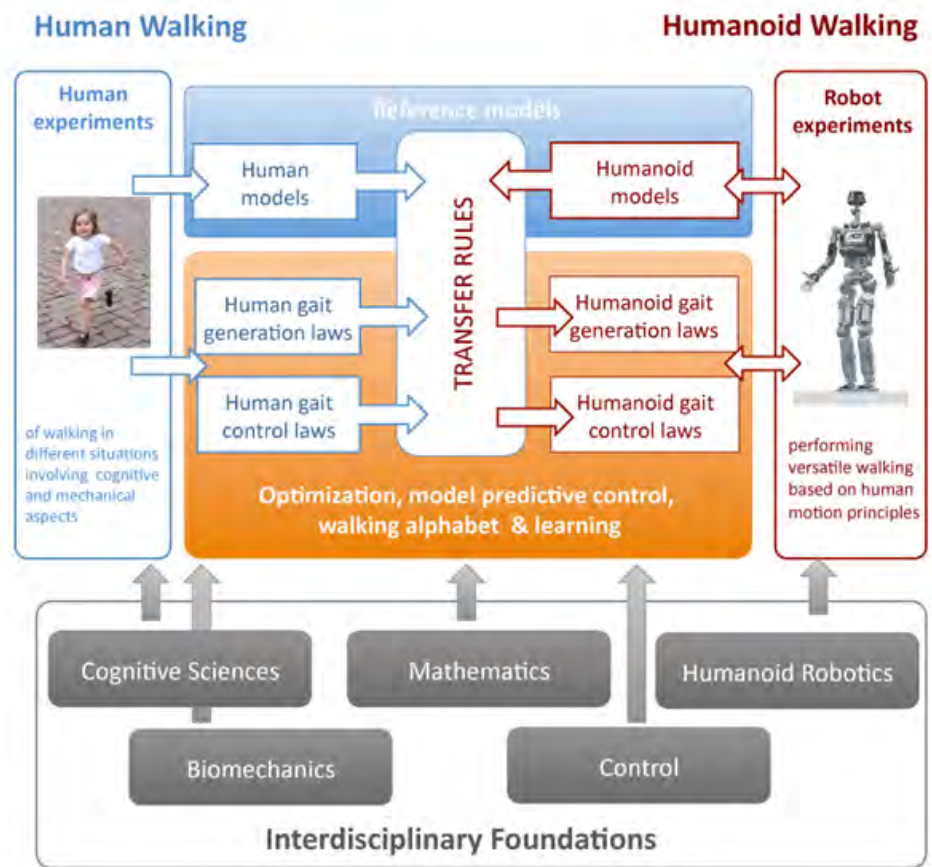 Human Walking
Humanoid Walking
Human
experiments
of walking in
different situations
involving cognitive
and mechanical
aspects
Reference models
Human
models
Humanoid
models
TRANSFER RULES
Human gait
generation laws
Humanoid gait
generation laws
Human gait
control laws
Humanoid gait
control laws
Optimization, model predictive control,
walking alphabet & learning
Robot
experiments
performing
versatile walking
based on human
motion principles
Cognitive Sciences
Mathematics
Humanoid Robotics
Biomechanics
Control
Interdisciplinary Foundations